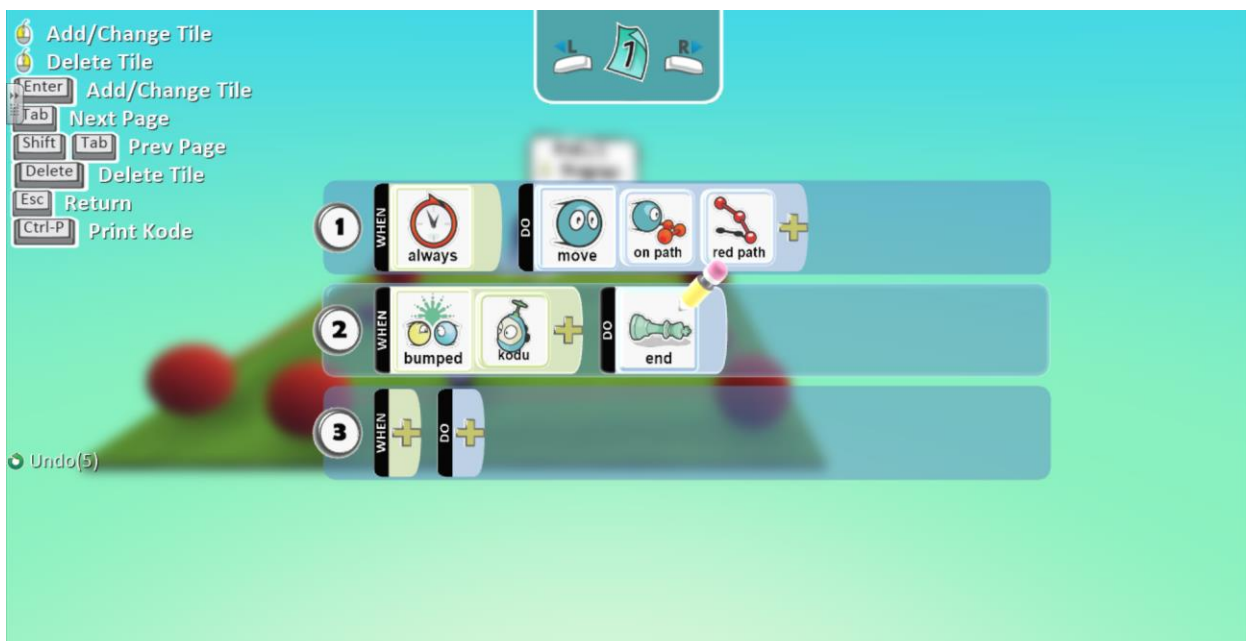 L 1 R
Add/Change Tile
Delete Tile
Enter Add/Change Tile
Tab Next Page
Shift Tab Prev Page
Delete Delete Tile
Esc Return
Ctrl-P Print Kode
1 WHEN always DO move on path red path
2 WHEN bumped kodu DO end
3 WHEN DO
Undo(5)